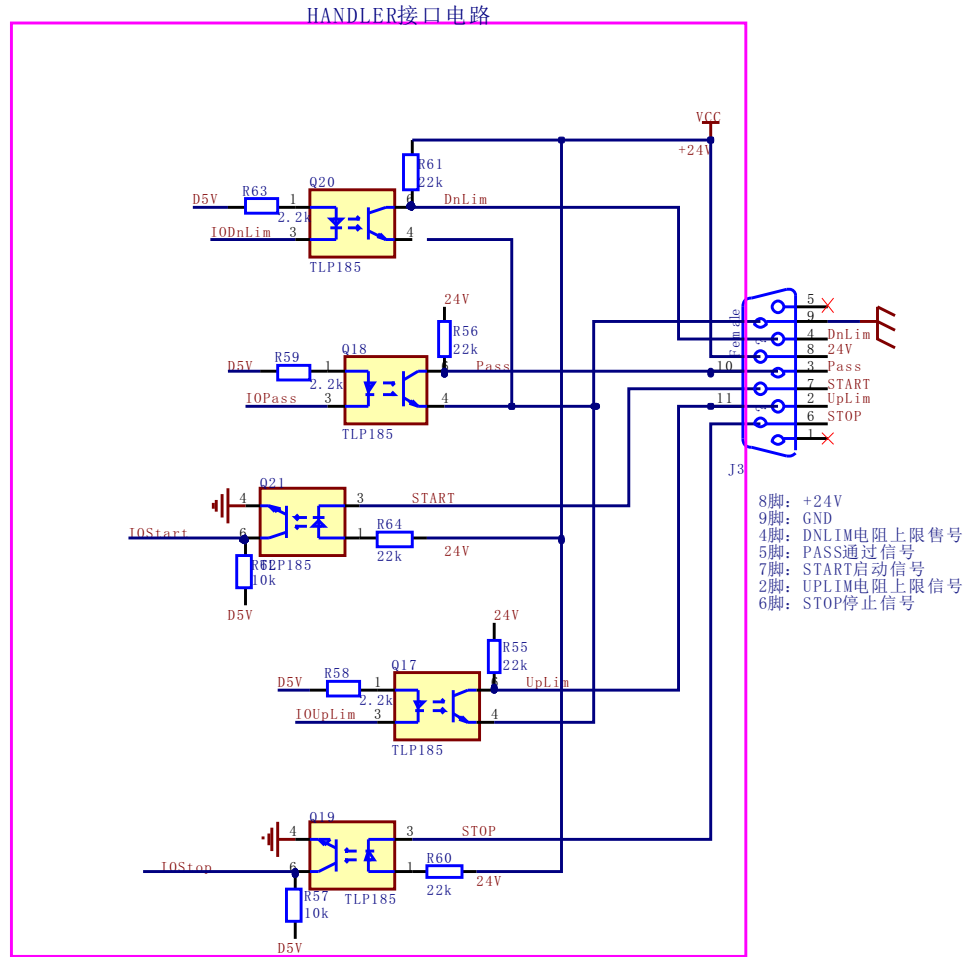 HANDLER接口电路
VCC
+24V
R61
22k
Q20
D5V
R63
1
6
DnLim
2.2k
IODnLim
3
4
TLP185
24V
R56
22k
Q18
D5V
R59
1
6
Pass
2.2k
IOPass
3
4
TLP185
Female
J3
5
9
4
DnLim
8
24V
10
3
Pass
7
START
11
2
UpLim
6
STOP
1
Q21
4
3
START
IOStart
6
1
R64
22k
24V
R62
10k
TLP185
D5V
8脚: +24V
9脚: GND
4脚: DNLIM电阻上限售号
5脚: PASS通过信号
7脚: START启动信号
2脚: UPLIM电阻上限信号
6脚: STOP停止信号
24V
R55
22k
Q17
D5V
R58
1
6
UpLim
2.2k
IOUpLim
3
4
TLP185
Q19
4
3
STOP
IOStop
6
1
R60
22k
24V
R57
10k
TLP185
D5V